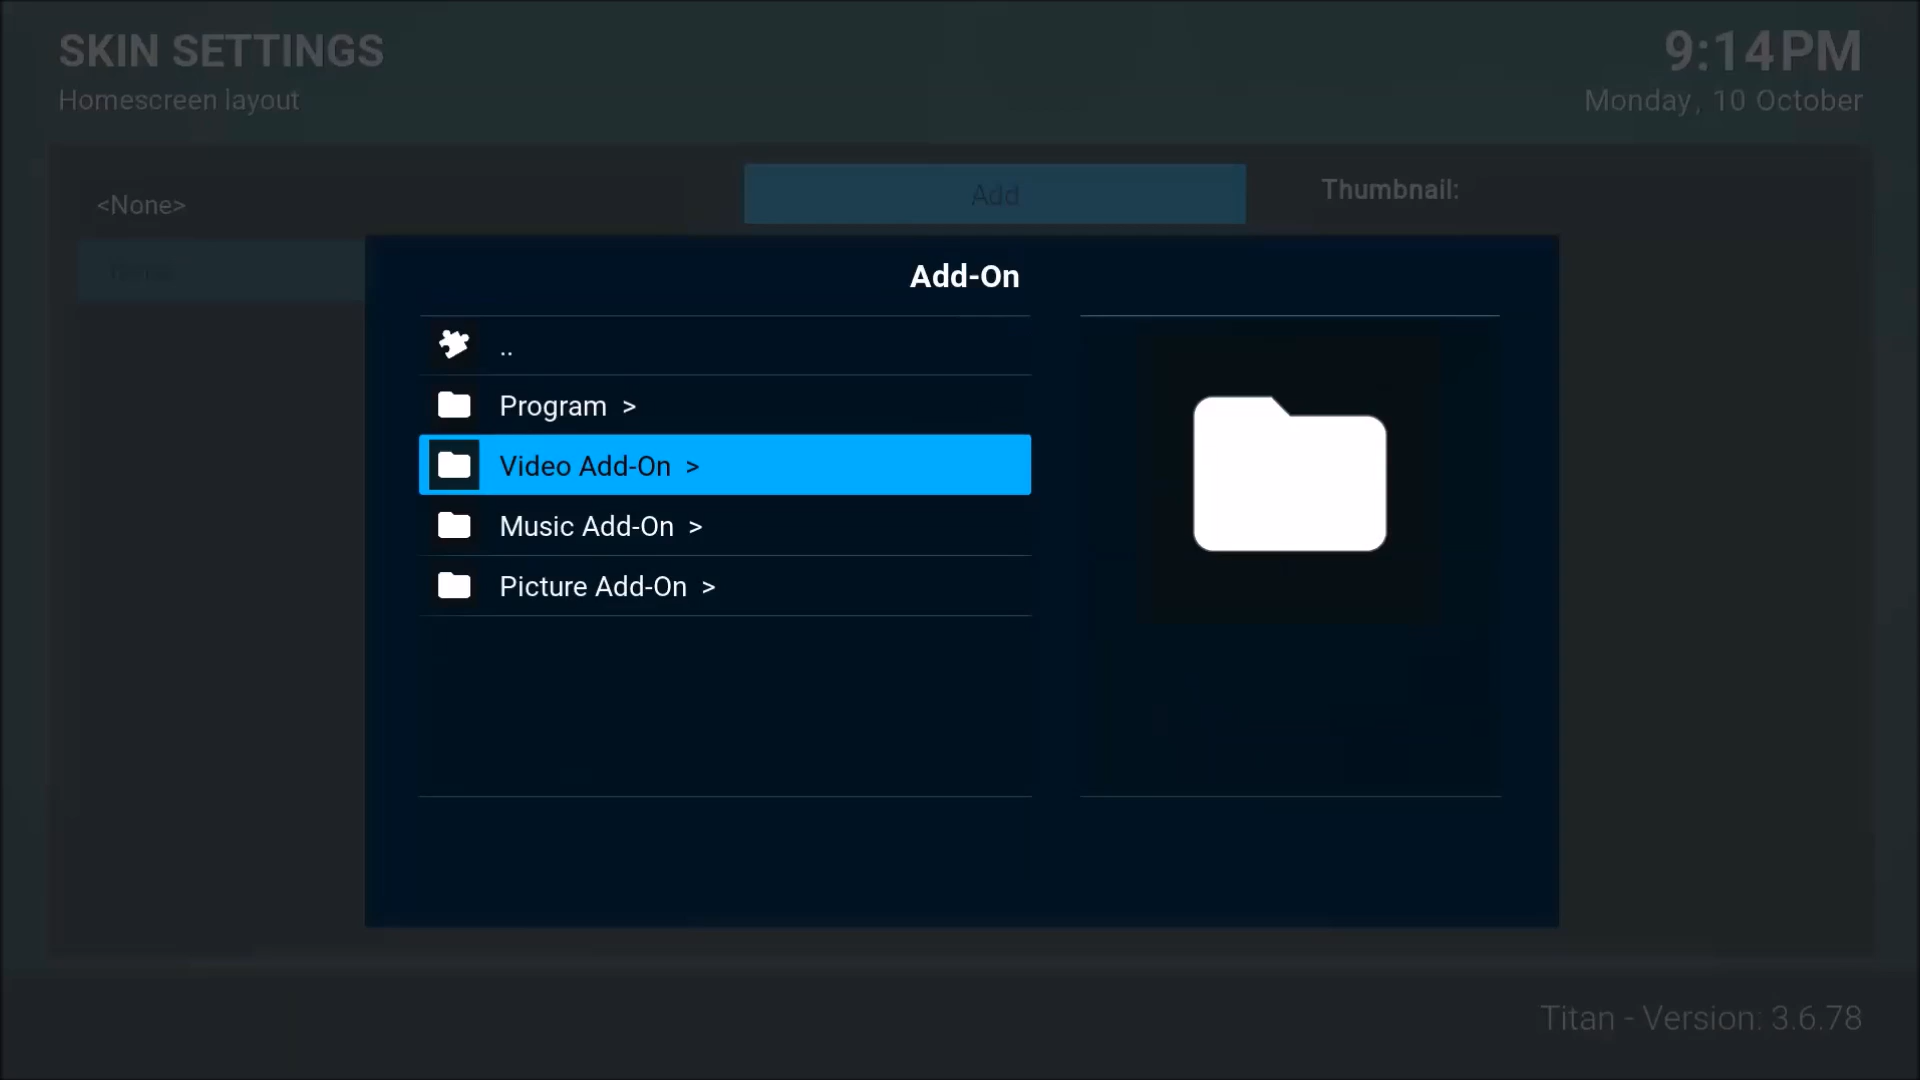 SKIN SETTINGS
Homescreen layout
9:14PM
Monday, 10 October
<None>
Add
Thumbnail:
Add-On
..
Program >
Video Add-On >
Music Add-On >
Picture Add-On >
Titan - Version: 3.6.78